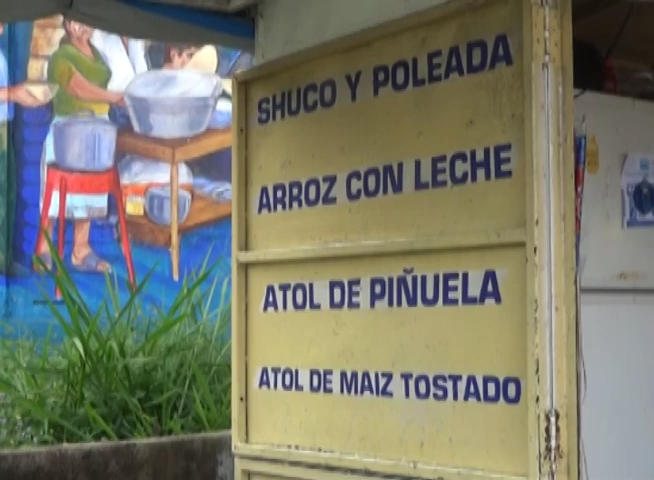 SHUCO Y POLEADA
ARROZ CON LECHE
ATOL DE PIÑUELA
ATOL DE MAIZ TOSTADO